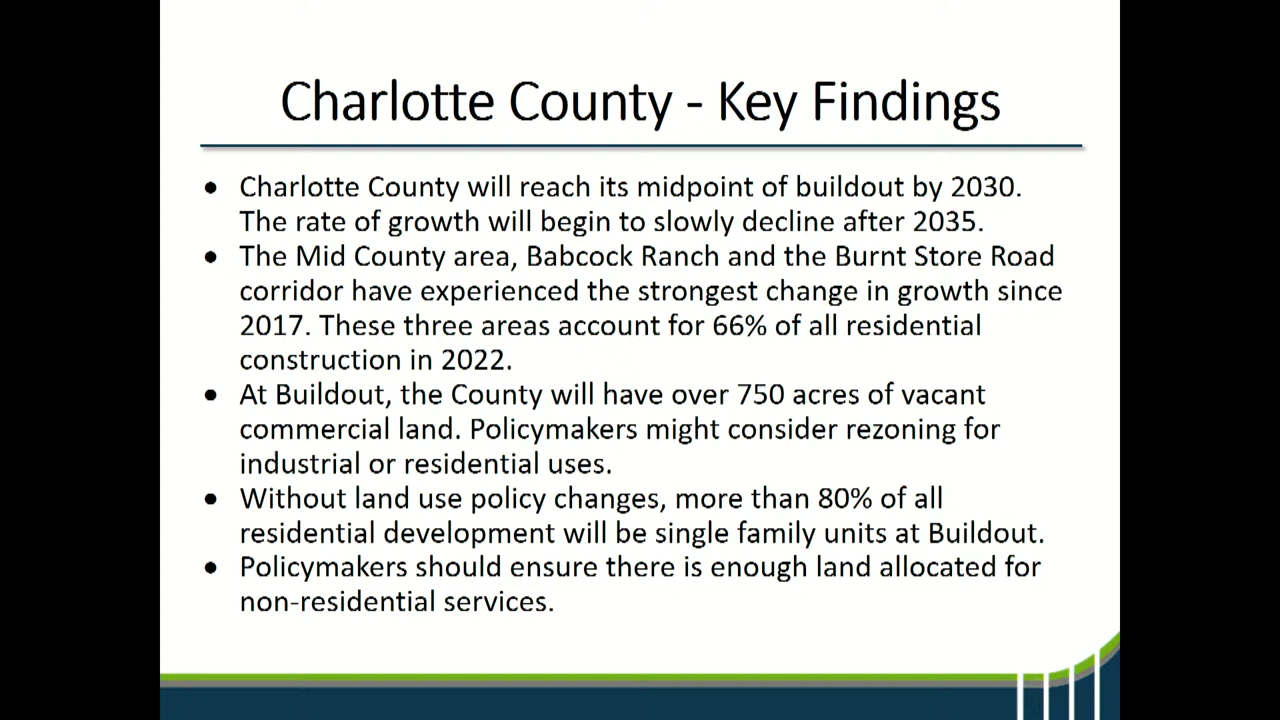 Charlotte County - Key Findings
• Charlotte County will reach its midpoint of buildout by 2030.
The rate of growth will begin to slowly decline after 2035.
• The Mid County area, Babcock Ranch and the Burnt Store Road
corridor have experienced the strongest change in growth since
2017. These three areas account for 66% of all residential
construction in 2022.
• At Buildout, the County will have over 750 acres of vacant
commercial land. Policymakers might consider rezoning for
industrial or residential uses.
• Without land use policy changes, more than 80% of all
residential development will be single family units at Buildout.
• Policymakers should ensure there is enough land allocated for
non-residential services.